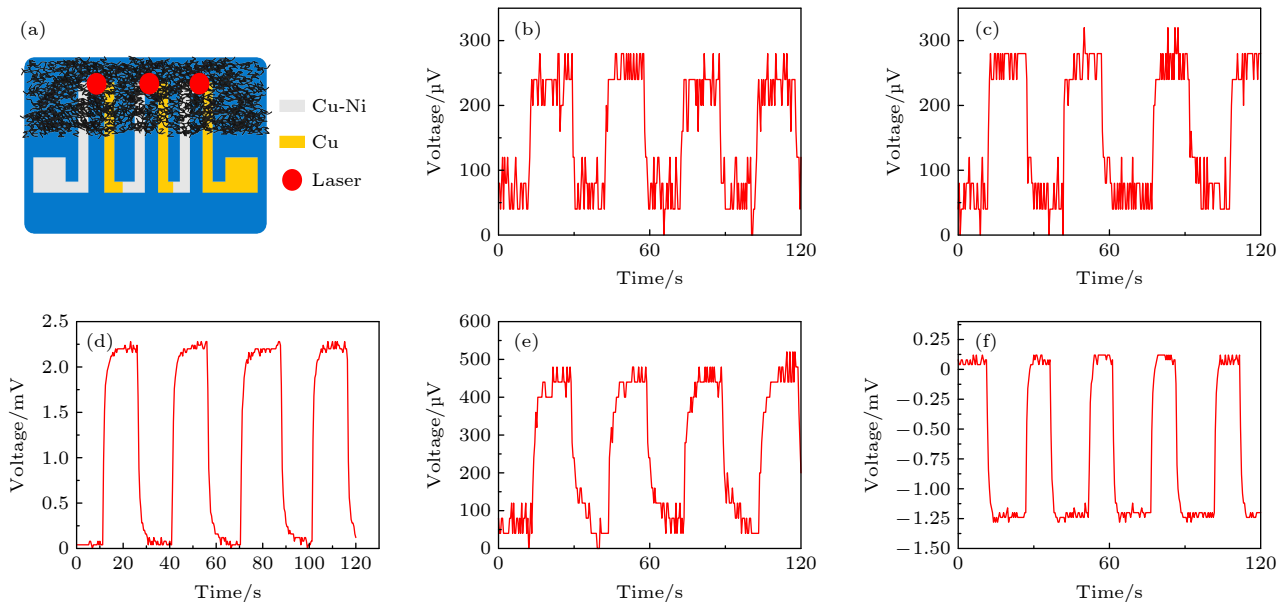 (a)
Cu-Ni
Cu
Laser
(b)
Voltage/μV
300
200
100
0
0 60 120
Time/s
(c)
Voltage/μV
300
200
100
0
0 60 120
Time/s
(d)
Voltage/mV
2.5
2.0
1.5
1.0
0.5
0
0 20 40 60 80 100 120
Time/s
(e)
Voltage/μV
600
500
400
300
200
100
0
0 60 120
Time/s
(f)
Voltage/mV
0.25
0
−0.25
−0.50
−0.75
−1.00
−1.25
−1.50
0 60 120
Time/s